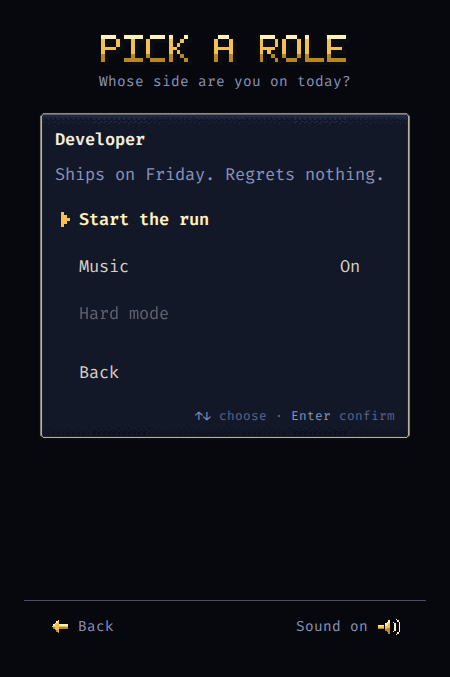 PICK A ROLE
Whose side are you on today?
Developer
Ships on Friday. Regrets nothing.
Start the run
Music On
Hard mode
Back
↑↓ choose · Enter confirm
Back Sound on